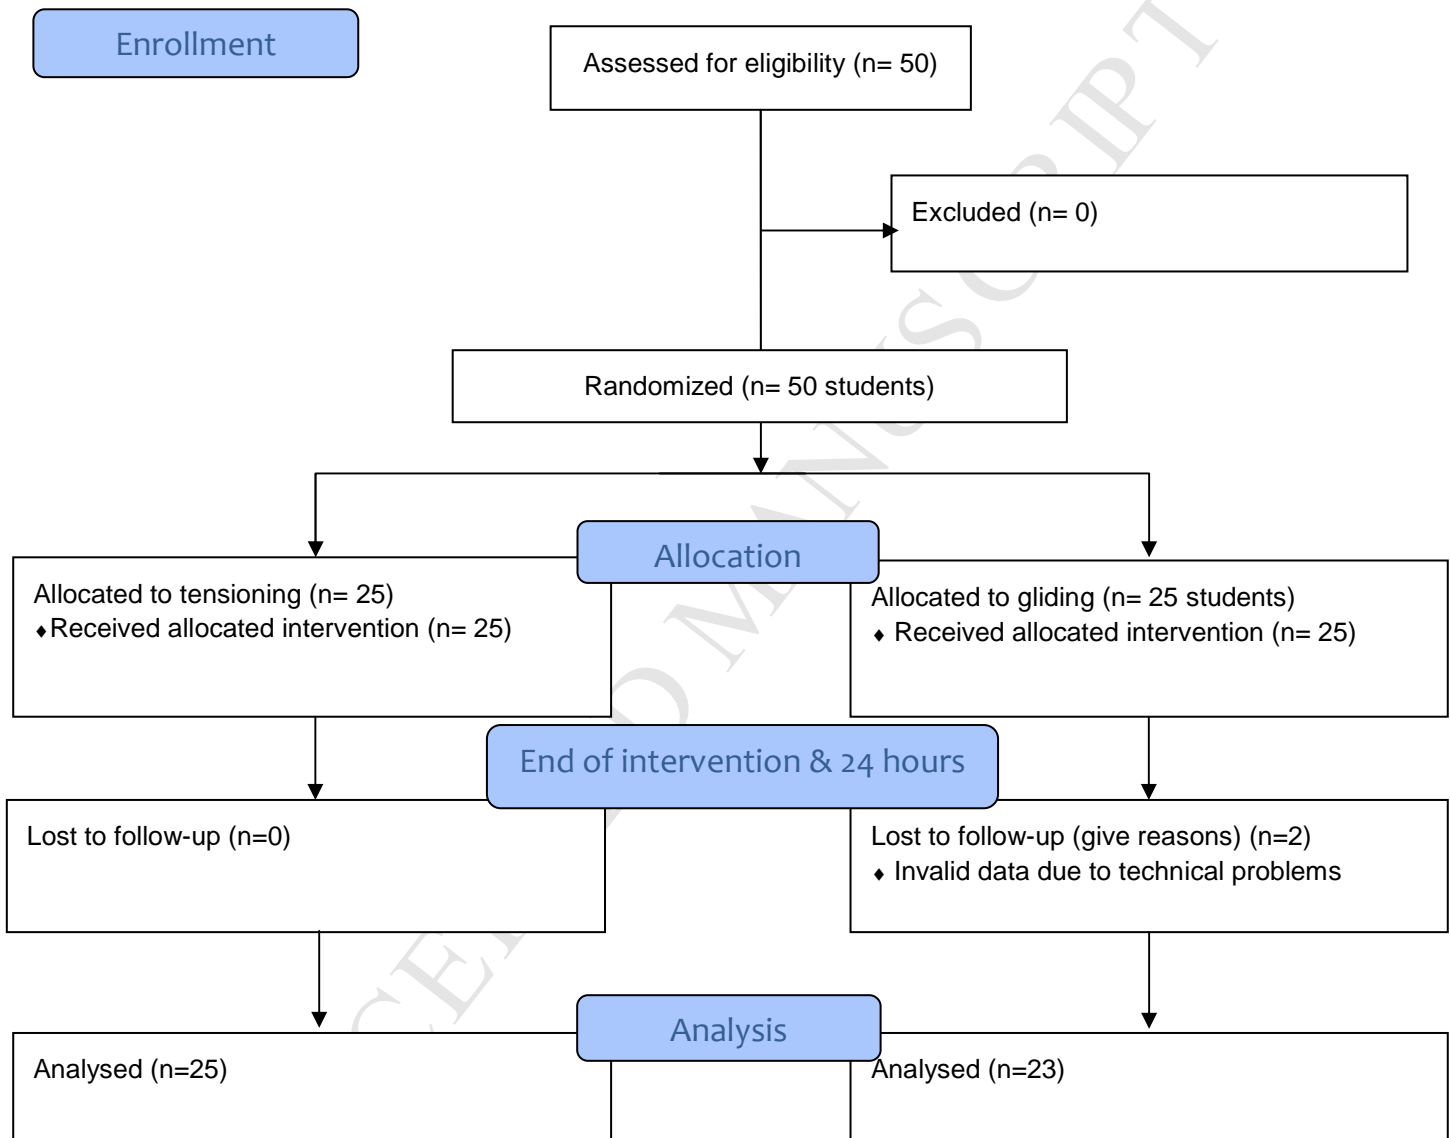 Enrollment
Assessed for eligibility (n= 50)
Excluded (n= 0)
Randomized (n= 50 students)
Allocation
Allocated to tensioning (n= 25)
♦Received allocated intervention (n= 25)
Allocated to gliding (n= 25 students)
♦ Received allocated intervention (n= 25)
End of intervention & 24 hours
Lost to follow-up (n=0)
Lost to follow-up (give reasons) (n=2)
♦ Invalid data due to technical problems
Analysis
Analysed (n=25)
Analysed (n=23)